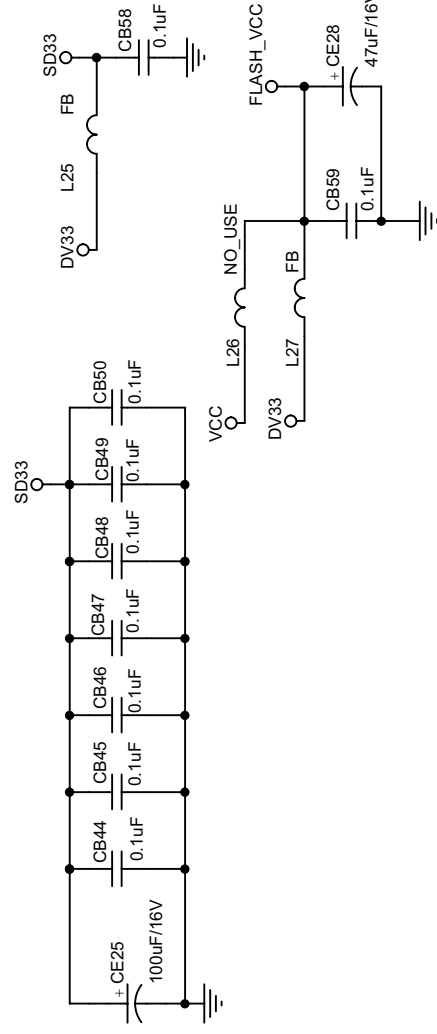 SD33
CE25
+
100uF/16V
CB44
0.1uF
CB45
0.1uF
CB46
0.1uF
CB47
0.1uF
CB48
0.1uF
CB49
0.1uF
CB50
0.1uF
DV33
L25
FB
SD33
CB58
0.1uF
VCC
L26
NO_USE
DV33
L27
FB
FLASH_VCC
CB59
0.1uF
+
CE28
47uF/16V